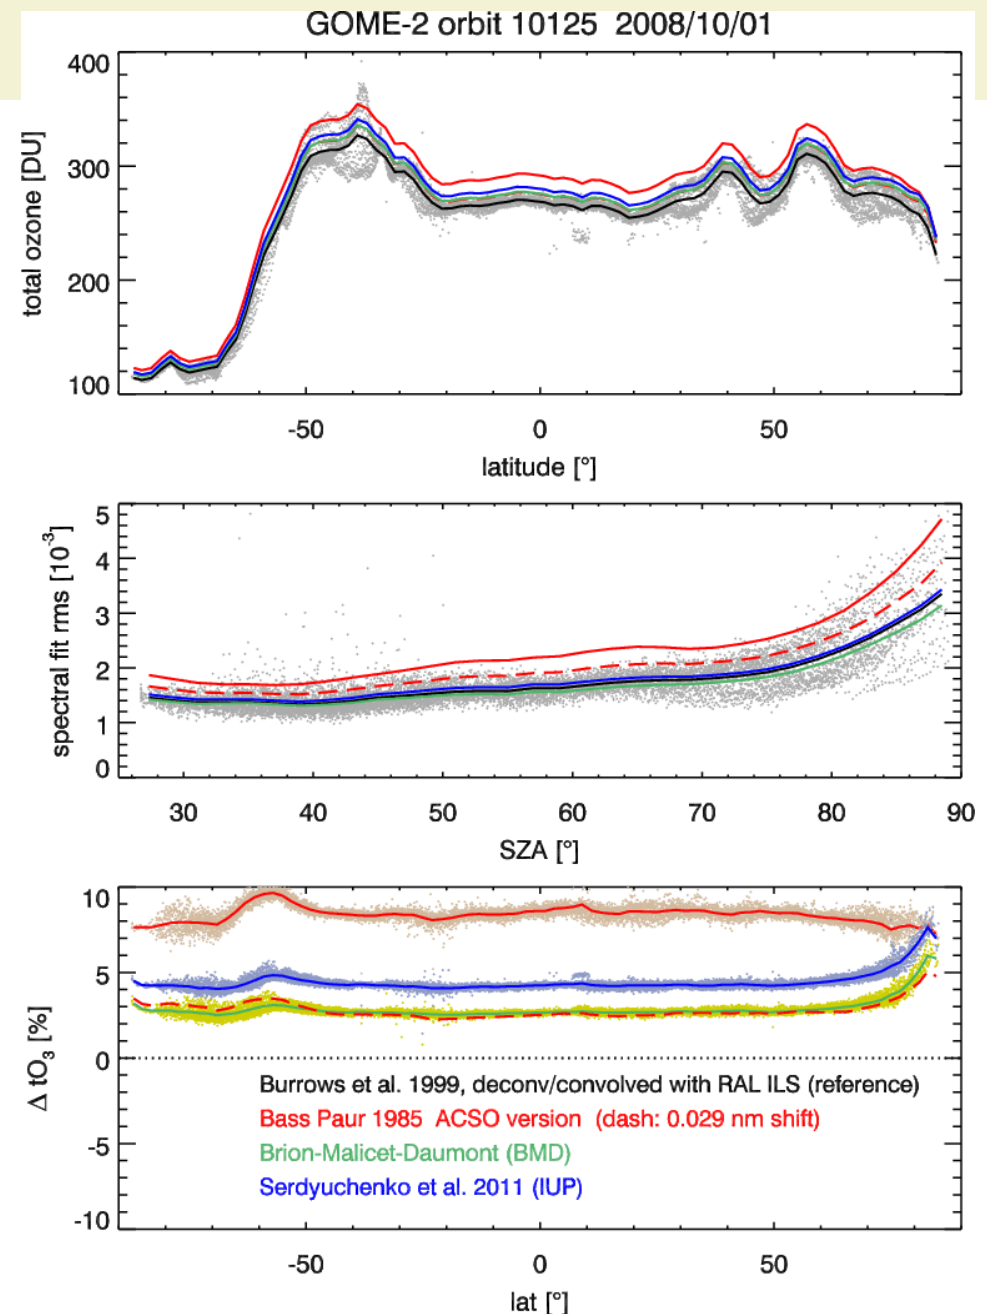 GOME-2 orbit 10125 2008/10/01
total ozone [DU]
400
300
200
100
-50 0 50
latitude [°]
spectral fit rms [10⁻³]
5
4
3
2
1
0
30 40 50 60 70 80 90
SZA [°]
Δ tO₃ [%]
10
5
0
-5
-10
Burrows et al. 1999, deconv/convolved with RAL ILS (reference)
Bass Paur 1985 ACSO version (dash: 0.029 nm shift)
Brion-Malicet-Daumont (BMD)
Serdyuchenko et al. 2011 (IUP)
-50 0 50
lat [°]